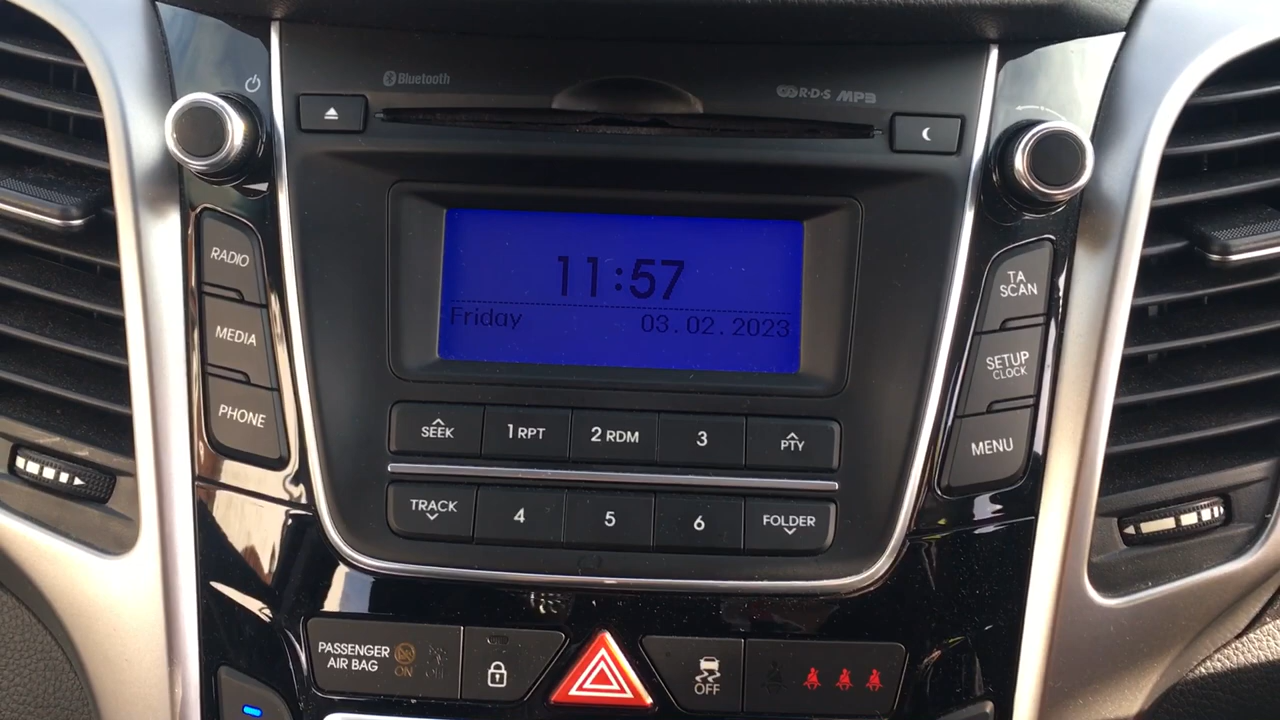 Bluetooth
R·D·S MP3
RADIO
MEDIA
PHONE
11:57
Friday 03.02.2023
TA
SCAN
SETUP
CLOCK
MENU
SEEK 1 RPT 2 RDM 3 PTY
TRACK 4 5 6 FOLDER
PASSENGER
AIR BAG
ON
OFF